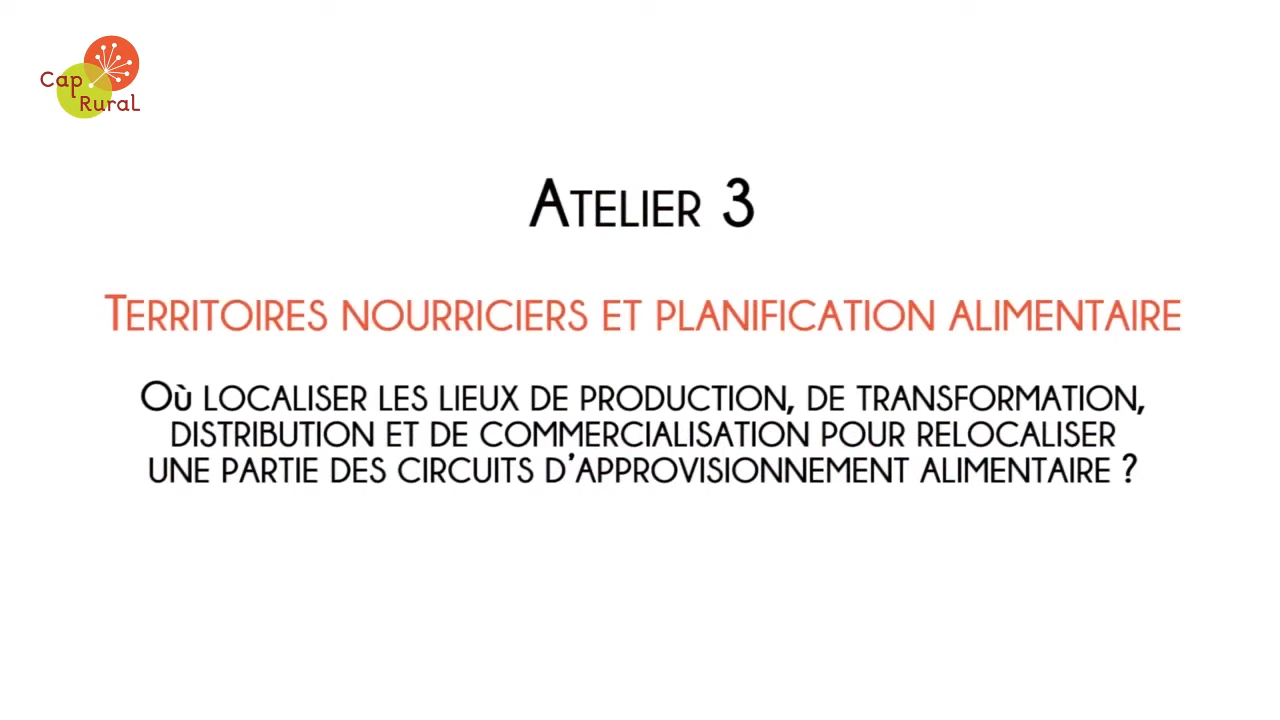 Cap
Rural
Atelier 3
Territoires nourriciers et planification alimentaire
Où localiser les lieux de production, de transformation,
distribution et de commercialisation pour relocaliser
une partie des circuits d'approvisionnement alimentaire ?